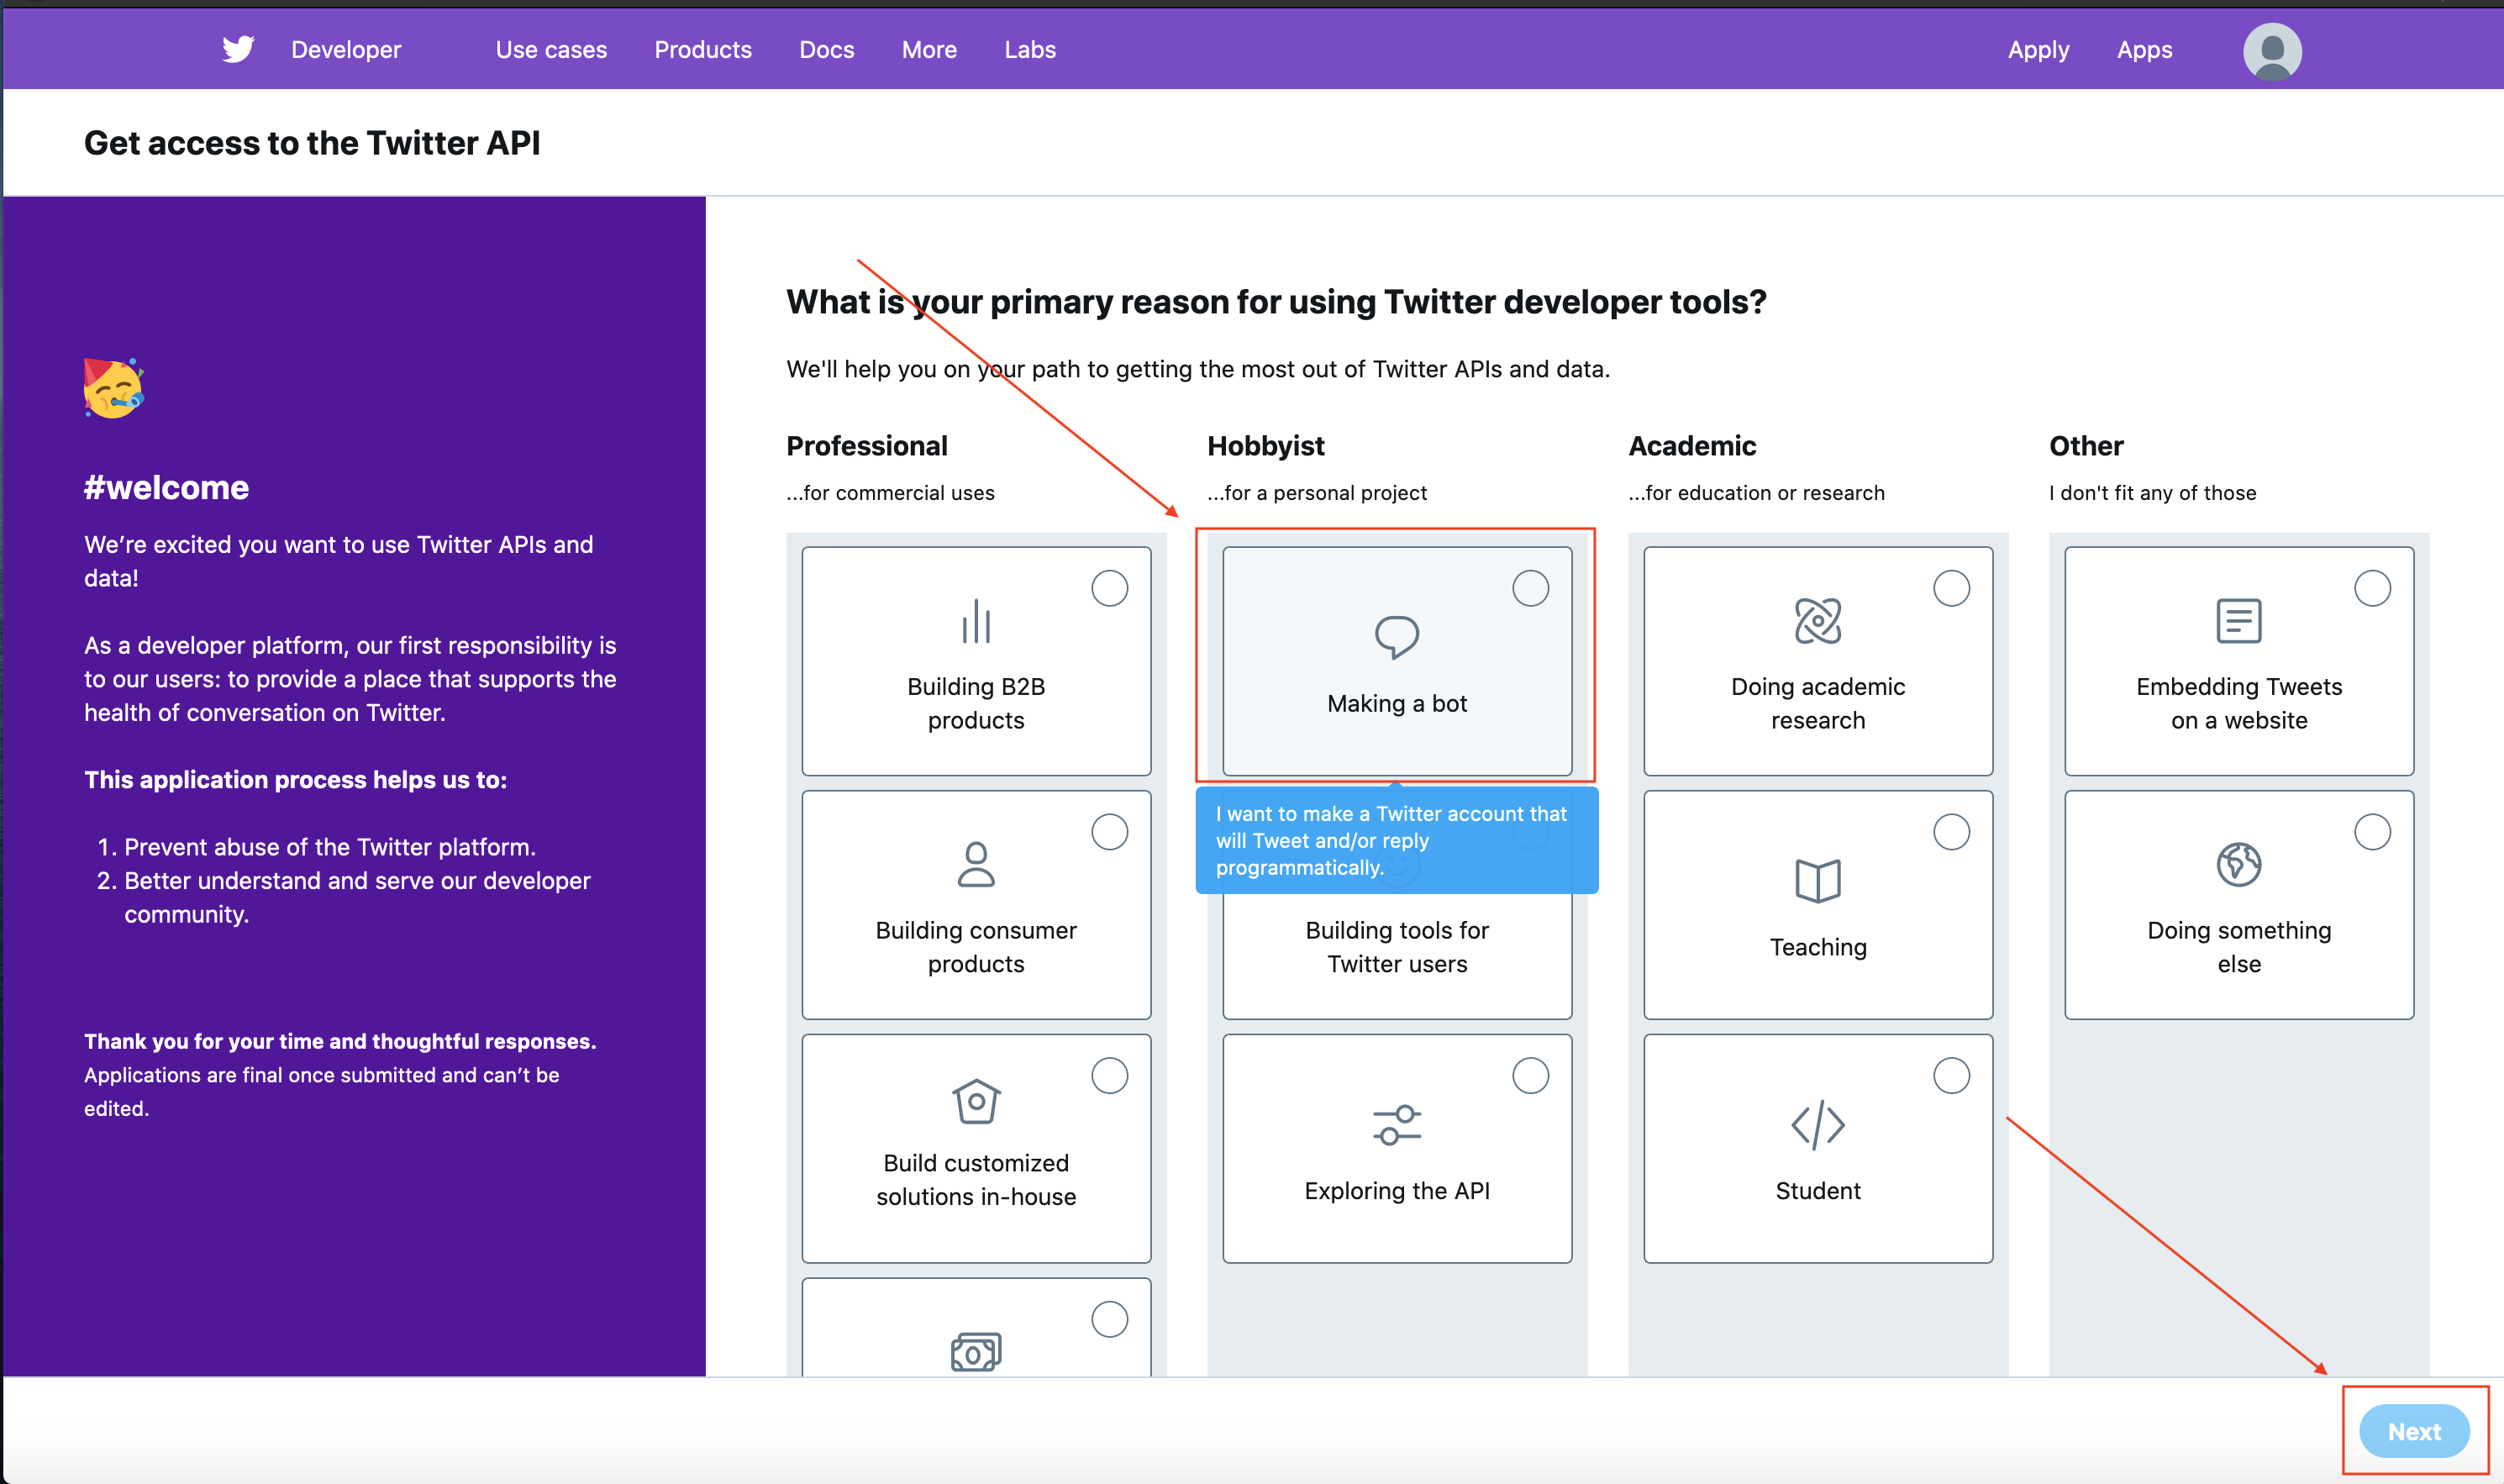 Developer
Use cases
Products
Docs
More
Labs
Apply
Apps
Get access to the Twitter API
#welcome
We’re excited you want to use Twitter APIs and
data!
As a developer platform, our first responsibility is
to our users: to provide a place that supports the
health of conversation on Twitter.
This application process helps us to:
1. Prevent abuse of the Twitter platform.
2. Better understand and serve our developer
community.
Thank you for your time and thoughtful responses.
Applications are final once submitted and can’t be
edited.
What is your primary reason for using Twitter developer tools?
We'll help you on your path to getting the most out of Twitter APIs and data.
Professional
...for commercial uses
Building B2B
products
Building consumer
products
Build customized
solutions in-house
Hobbyist
...for a personal project
Making a bot
I want to make a Twitter account that
will Tweet and/or reply
programmatically.
Building tools for
Twitter users
Exploring the API
Academic
...for education or research
Doing academic
research
Teaching
Student
Other
I don't fit any of those
Embedding Tweets
on a website
Doing something
else
Next